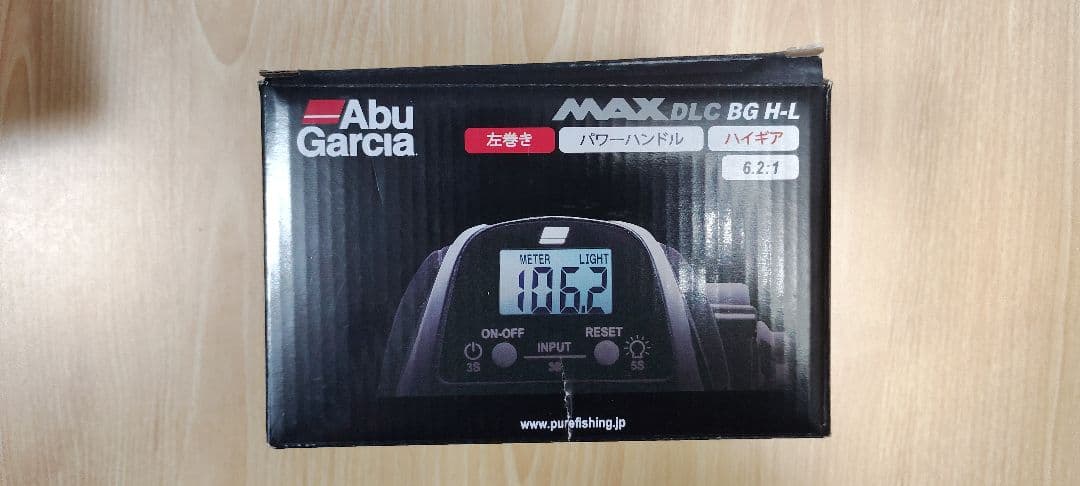 Abu Garcia
MAX DLC BG H-L
左巻き パワーハンドル ハイギア
6.2:1
METER LIGHT
106.2
ON-OFF RESET
INPUT
3S 5S
www.purefishing.jp